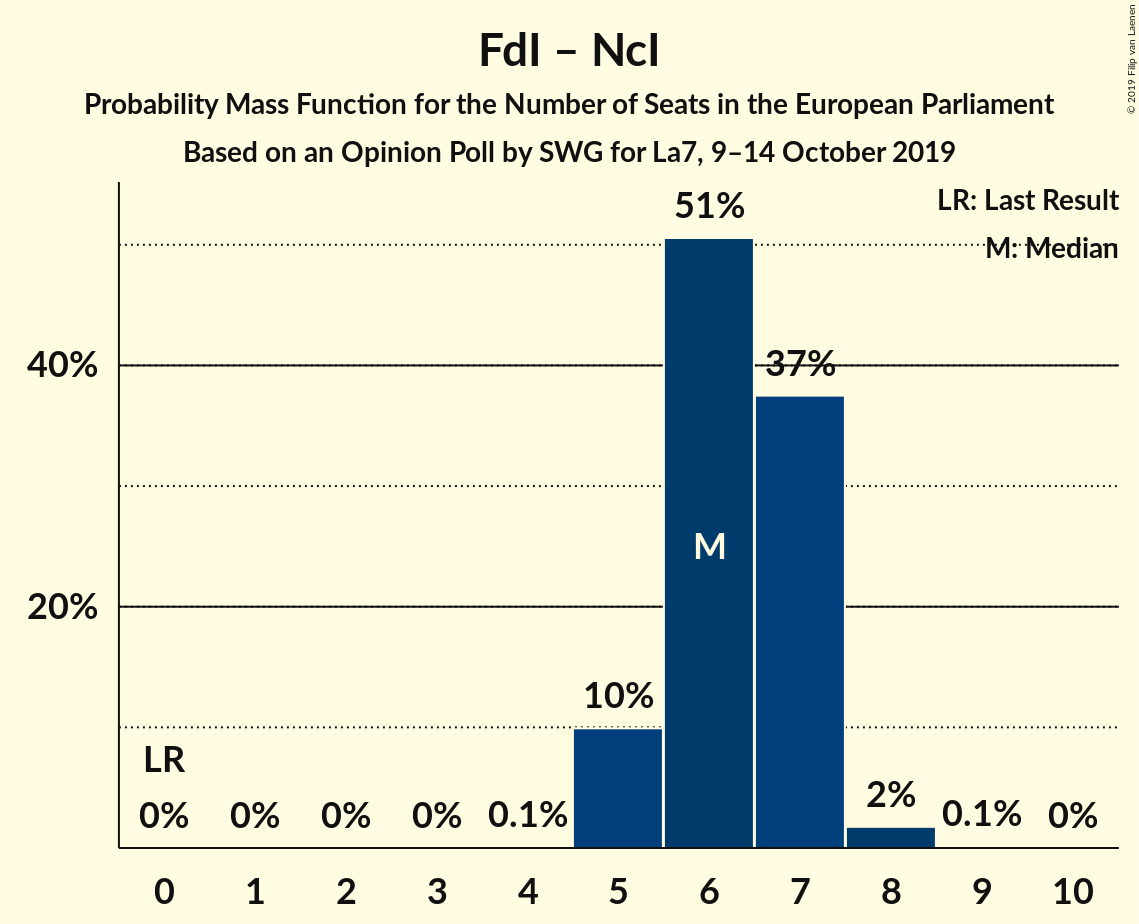 FdI – NcI
Probability Mass Function for the Number of Seats in the European Parliament
Based on an Opinion Poll by SWG for La7, 9–14 October 2019
© 2019 Filip van Laenen
LR: Last Result
M: Median
51%
40%
37%
M
20%
10%
LR
0%
0%
0%
0%
0.1%
2%
0.1%
0%
0 1 2 3 4 5 6 7 8 9 10